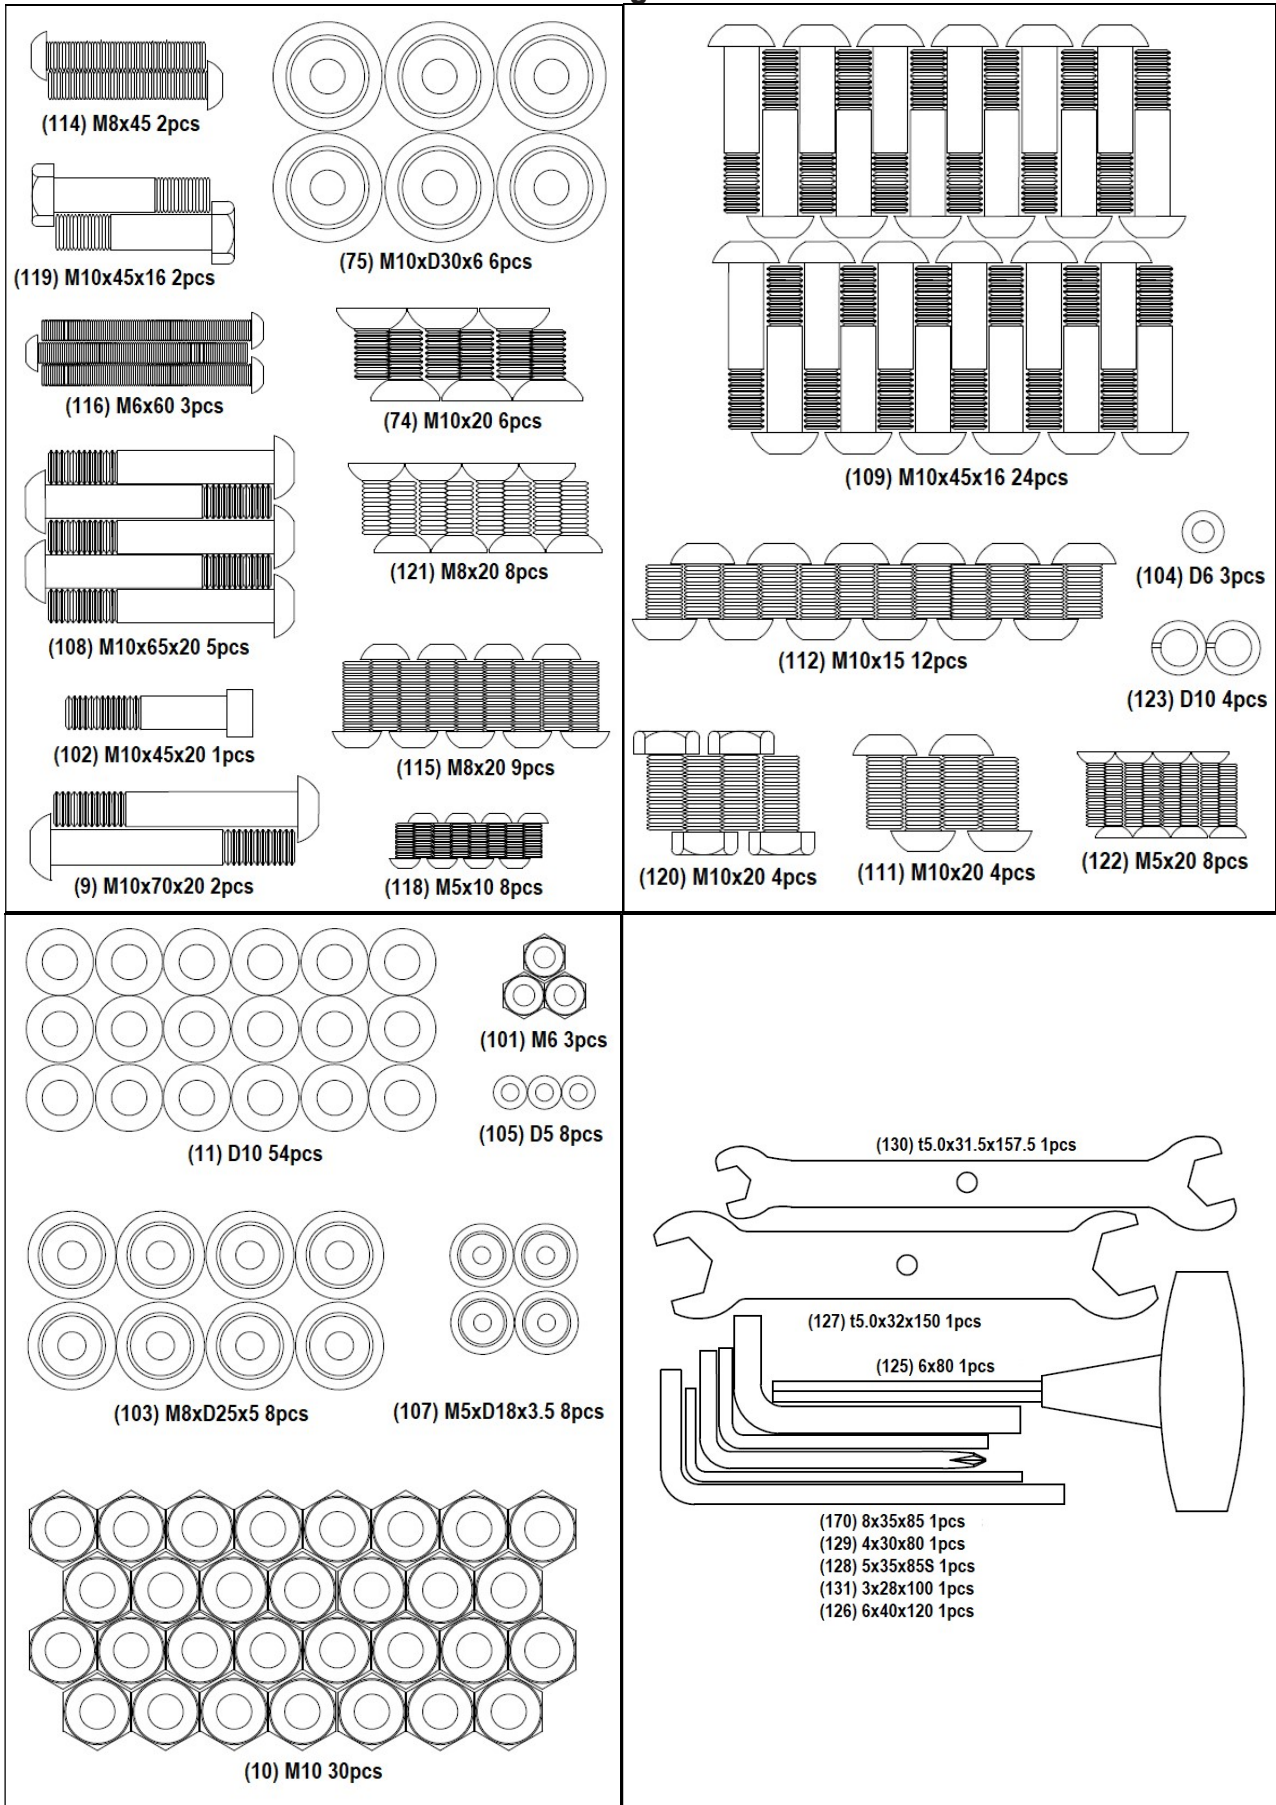 (114) M8x45 2pcs
(119) M10x45x16 2pcs
(75) M10xD30x6 6pcs
(116) M6x60 3pcs
(74) M10x20 6pcs
(121) M8x20 8pcs
(108) M10x65x20 5pcs
(102) M10x45x20 1pcs
(115) M8x20 9pcs
(9) M10x70x20 2pcs
(118) M5x10 8pcs
(109) M10x45x16 24pcs
(104) D6 3pcs
(112) M10x15 12pcs
(123) D10 4pcs
(120) M10x20 4pcs
(111) M10x20 4pcs
(122) M5x20 8pcs
(101) M6 3pcs
(105) D5 8pcs
(11) D10 54pcs
(103) M8xD25x5 8pcs
(107) M5xD18x3.5 8pcs
(10) M10 30pcs
(130) t5.0x31.5x157.5 1pcs
(127) t5.0x32x150 1pcs
(125) 6x80 1pcs
(170) 8x35x85 1pcs
(129) 4x30x80 1pcs
(128) 5x35x85S 1pcs
(131) 3x28x100 1pcs
(126) 6x40x120 1pcs